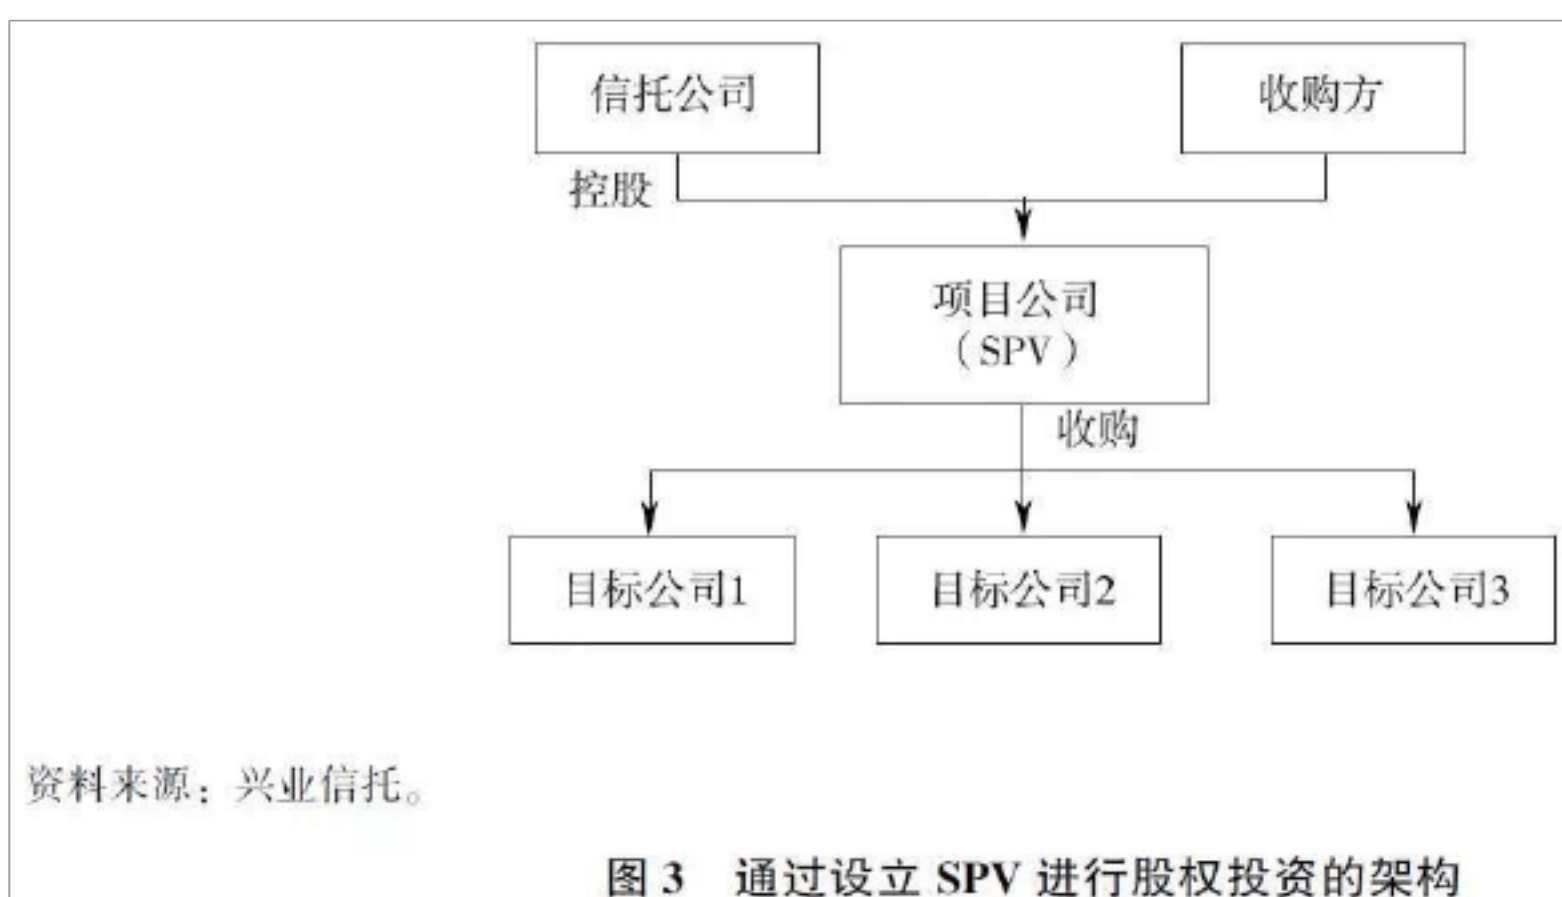 信托公司
收购方
控股
项目公司
（SPV）
收购
目标公司1
目标公司2
目标公司3
资料来源：兴业信托。
图 3 通过设立 SPV 进行股权投资的架构